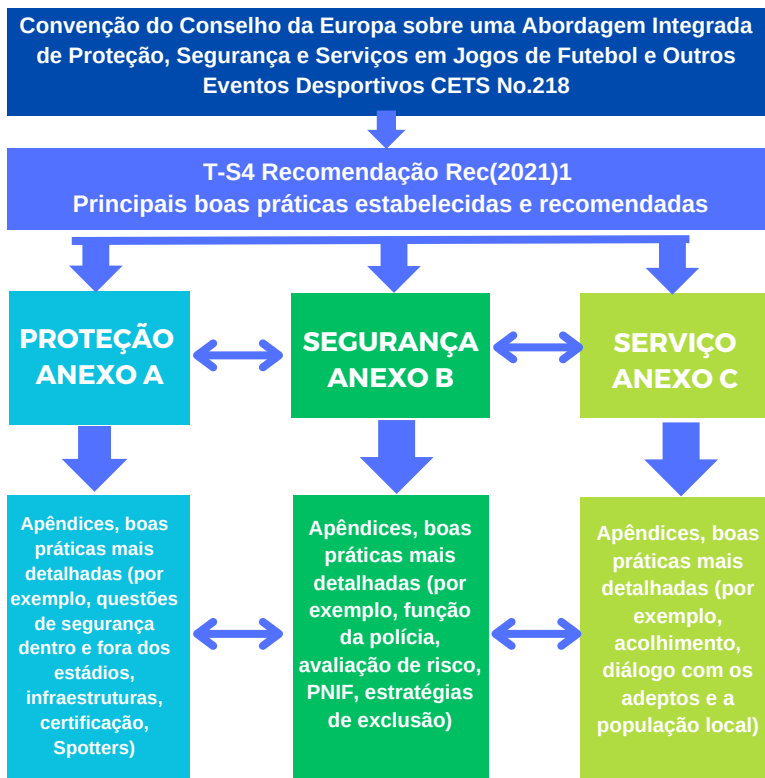 Convenção do Conselho da Europa sobre uma Abordagem Integrada
de Proteção, Segurança e Serviços em Jogos de Futebol e Outros
Eventos Desportivos CETS No.218
T-S4 Recomendação Rec(2021)1
Principais boas práticas estabelecidas e recomendadas
PROTEÇÃO
ANEXO A
SEGURANÇA
ANEXO B
SERVIÇO
ANEXO C
Apêndices, boas
práticas mais
detalhadas (por
exemplo, questões
de segurança
dentro e fora dos
estádios,
infraestruturas,
certificação,
Spotters)
Apêndices, boas
práticas mais
detalhadas (por
exemplo, função
da polícia,
avaliação de risco,
PNIF, estratégias
de exclusão)
Apêndices, boas
práticas mais
detalhadas (por
exemplo,
acolhimento,
diálogo com os
adeptos e a
população local)